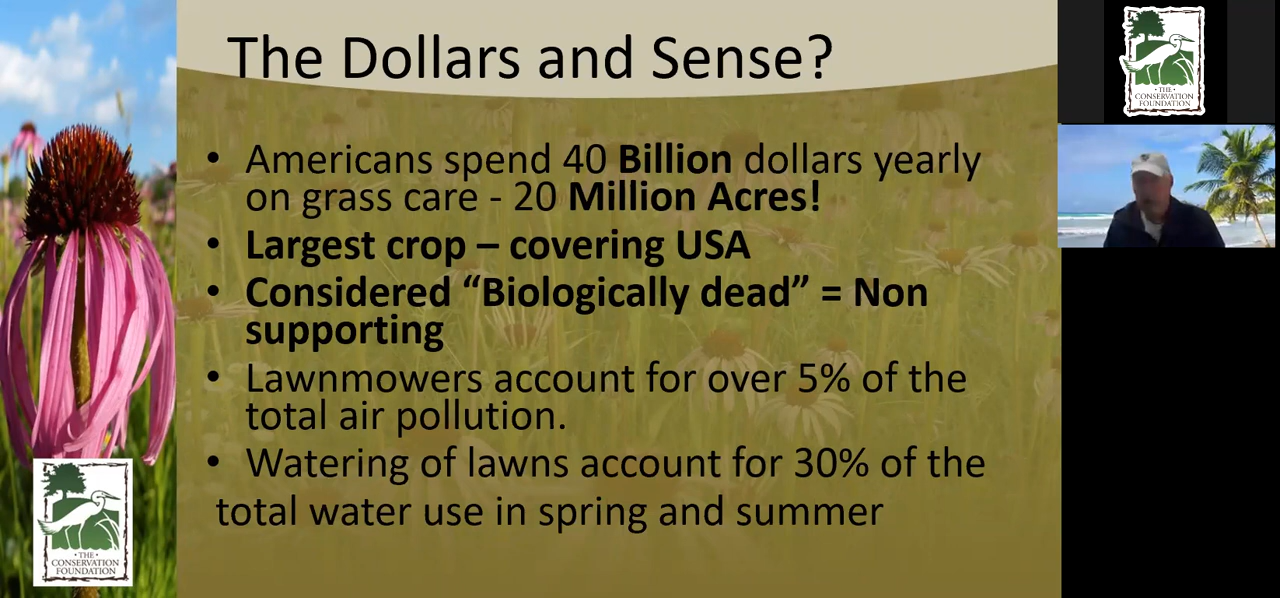 The Dollars and Sense?
• Americans spend 40 Billion dollars yearly
on grass care - 20 Million Acres!
• Largest crop – covering USA
• Considered “Biologically dead” = Non
supporting
• Lawnmowers account for over 5% of the
total air pollution.
• Watering of lawns account for 30% of the
total water use in spring and summer
• THE •
CONSERVATION
FOUNDATION
• THE •
CONSERVATION
FOUNDATION